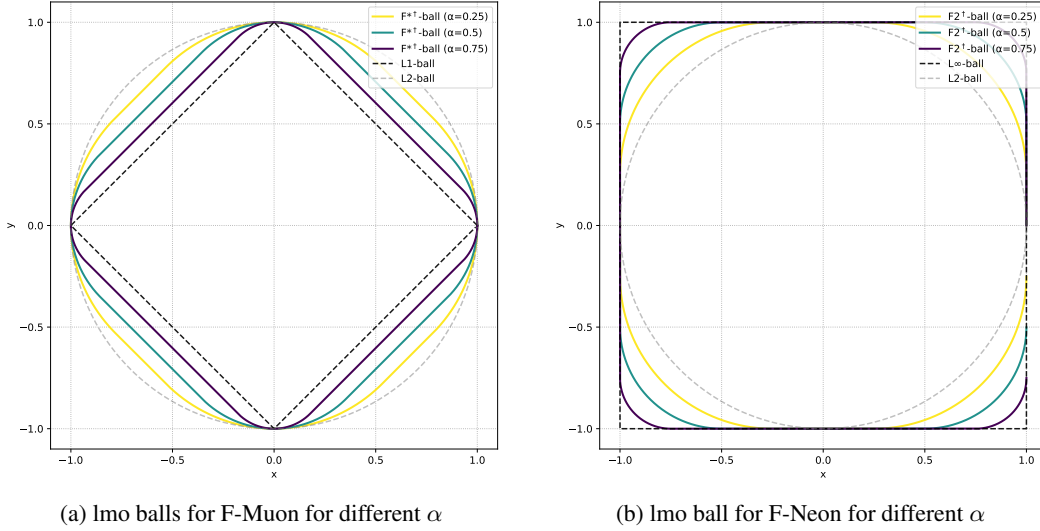 F*†-ball (α=0.25)
F*†-ball (α=0.5)
F*†-ball (α=0.75)
L1-ball
L2-ball
1.0
0.5
0.0
−0.5
−1.0
y
−1.0 −0.5 0.0 0.5 1.0
x
(a) lmo balls for F-Muon for different α
F2†-ball (α=0.25)
F2†-ball (α=0.5)
F2†-ball (α=0.75)
L∞-ball
L2-ball
1.0
0.5
0.0
−0.5
−1.0
y
−1.0 −0.5 0.0 0.5 1.0
x
(b) lmo ball for F-Neon for different α